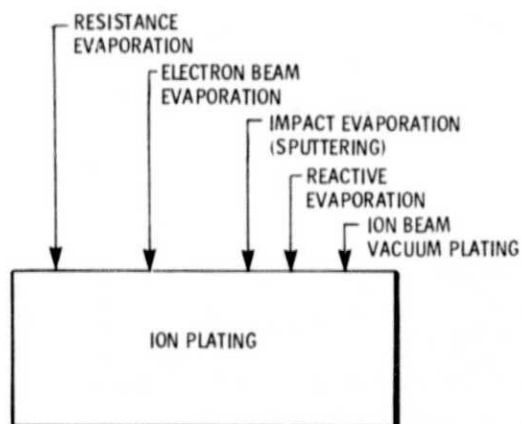 RESISTANCE
EVAPORATION
ELECTRON BEAM
EVAPORATION
IMPACT EVAPORATION
(SPUTTERING)
REACTIVE
EVAPORATION
ION BEAM
VACUUM PLATING
ION PLATING